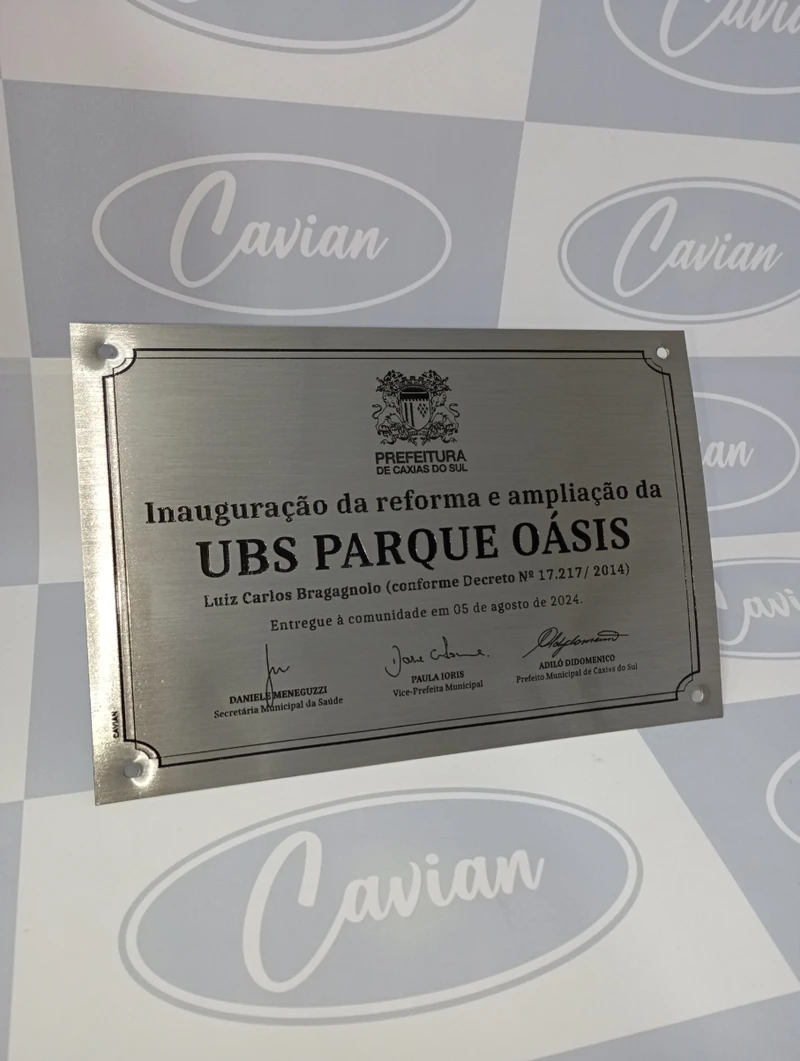 Cavian
Cavian
PREFEITURA
DE CAXIAS DO SUL
Inauguração da reforma e ampliação da
UBS PARQUE OÁSIS
Luiz Carlos Bragagnolo (conforme Decreto Nº 17.217/ 2014)
Entregue à comunidade em 05 de agosto de 2024.
DANIELE MENEGUZZI
Secretária Municipal da Saúde
PAULA IORIS
Vice-Prefeita Municipal
ADILÓ DIDOMENICO
Prefeito Municipal de Caxias do Sul
CAVIAN
Cavian